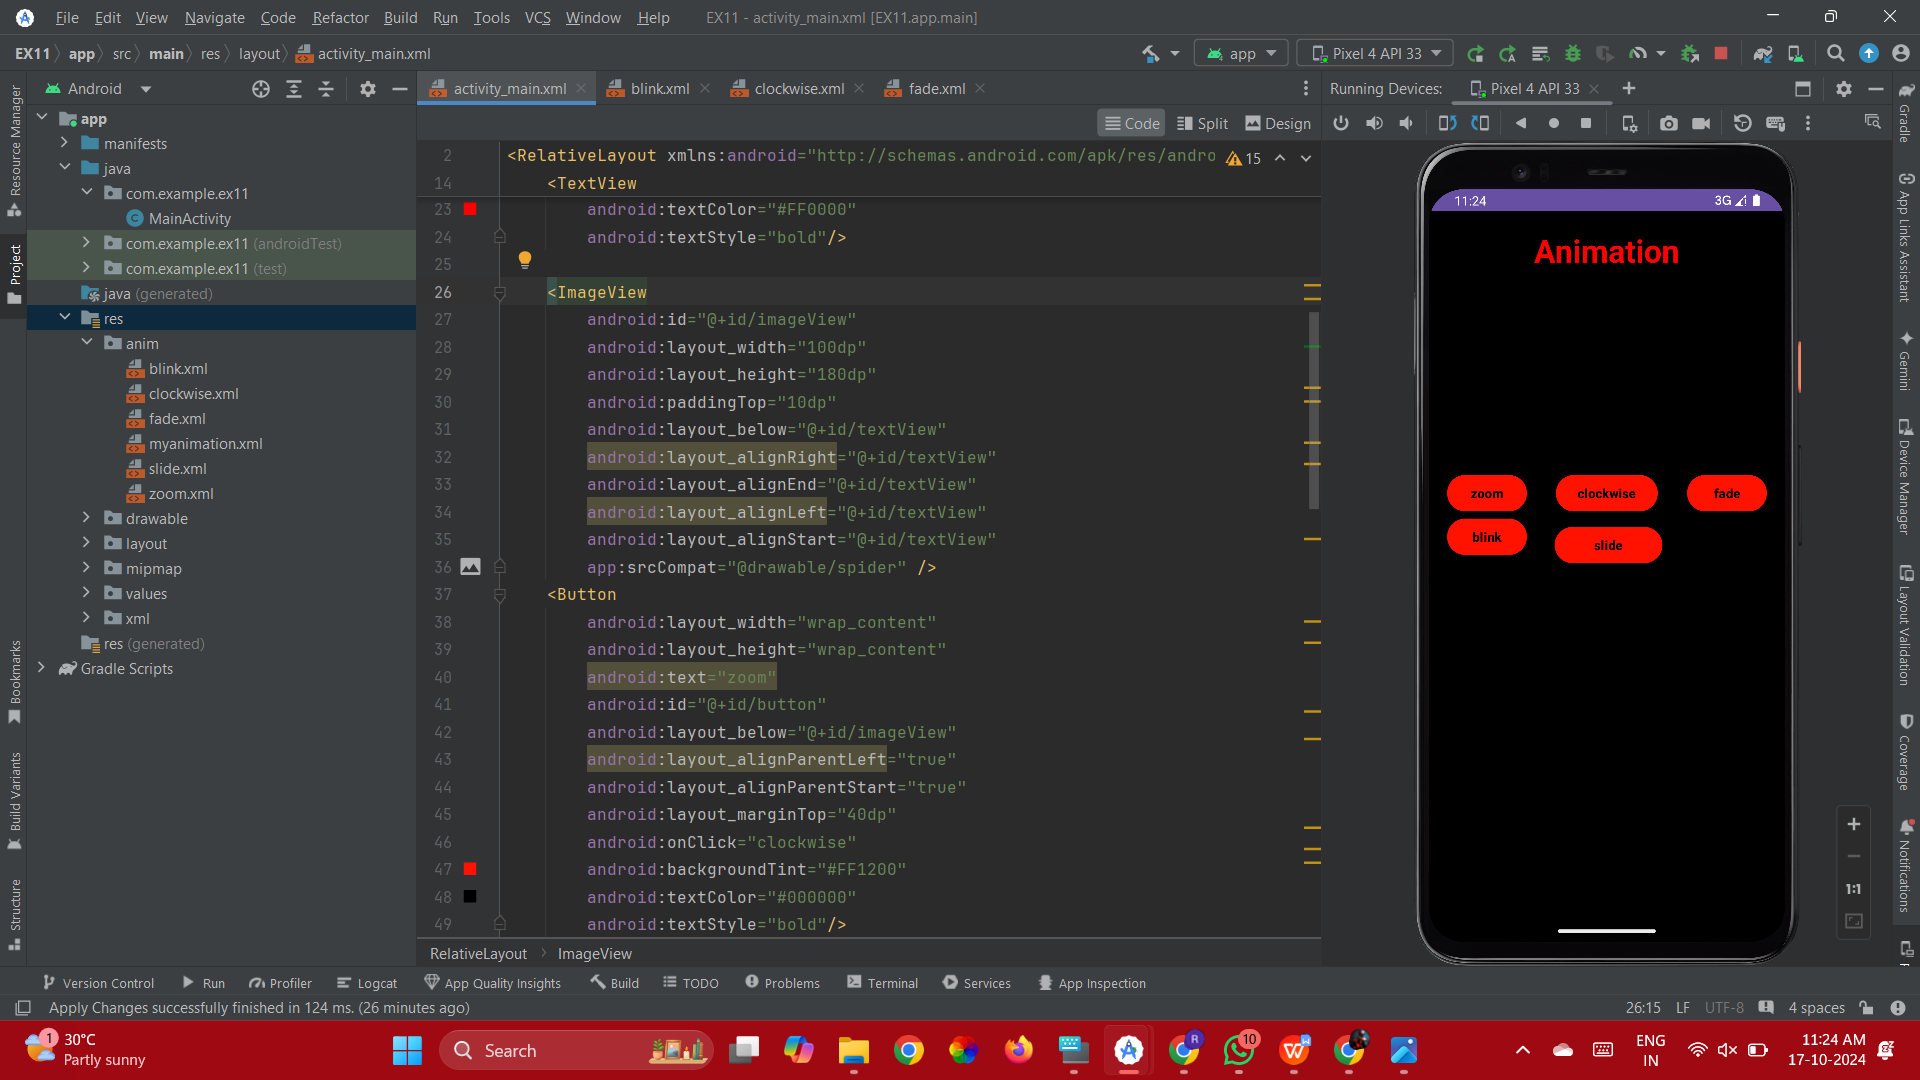 File Edit View Navigate Code Refactor Build Run Tools VCS Window Help EX11 - activity_main.xml [EX11.app.main]
EX11 app src main res layout activity_main.xml
app Pixel 4 API 33
Android
activity_main.xml blink.xml clockwise.xml fade.xml
Running Devices: Pixel 4 API 33
Code Split Design
Resource Manager
Project
Bookmarks
Build Variants
Structure
app
manifests
java
com.example.ex11
MainActivity
com.example.ex11 (androidTest)
com.example.ex11 (test)
java (generated)
res
anim
blink.xml
clockwise.xml
fade.xml
myanimation.xml
slide.xml
zoom.xml
drawable
layout
mipmap
values
xml
res (generated)
Gradle Scripts
2 <RelativeLayout xmlns:android="http://schemas.android.com/apk/res/andro 15
14 <TextView
23 android:textColor="#FF0000"
24 android:textStyle="bold"/>
25
26 <ImageView
27 android:id="@+id/imageView"
28 android:layout_width="100dp"
29 android:layout_height="180dp"
30 android:paddingTop="10dp"
31 android:layout_below="@+id/textView"
32 android:layout_alignRight="@+id/textView"
33 android:layout_alignEnd="@+id/textView"
34 android:layout_alignLeft="@+id/textView"
35 android:layout_alignStart="@+id/textView"
36 app:srcCompat="@drawable/spider" />
37 <Button
38 android:layout_width="wrap_content"
39 android:layout_height="wrap_content"
40 android:text="zoom"
41 android:id="@+id/button"
42 android:layout_below="@+id/imageView"
43 android:layout_alignParentLeft="true"
44 android:layout_alignParentStart="true"
45 android:layout_marginTop="40dp"
46 android:onClick="clockwise"
47 android:backgroundTint="#FF1200"
48 android:textColor="#000000"
49 android:textStyle="bold"/>
RelativeLayout ImageView
11:24 3G
Animation
zoom clockwise fade
blink slide
1:1
Gradle
App Links Assistant
Gemini
Device Manager
Layout Validation
Coverage
Notifications
Version Control Run Profiler Logcat App Quality Insights Build TODO Problems Terminal Services App Inspection
Apply Changes successfully finished in 124 ms. (26 minutes ago) 26:15 LF UTF-8 4 spaces
1 30°C
Partly sunny
Search
R
10
W
ENG
IN
11:24 AM
17-10-2024